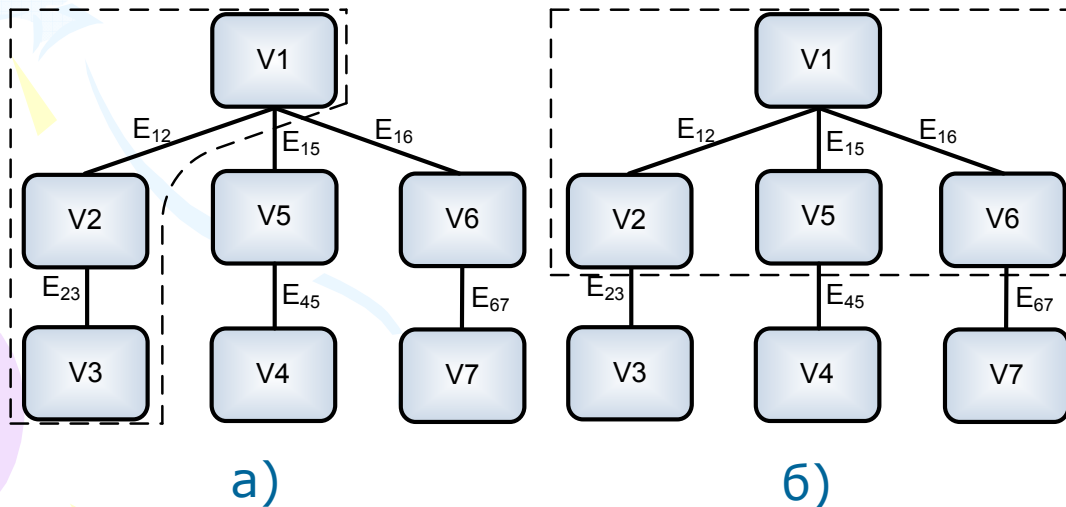 V1
V1
E₁₂
E₁₅
E₁₆
E₁₂
E₁₅
E₁₆
V2
V5
V6
V2
V5
V6
E₂₃
E₄₅
E₆₇
E₂₃
E₄₅
E₆₇
V3
V4
V7
V3
V4
V7
а)
б)